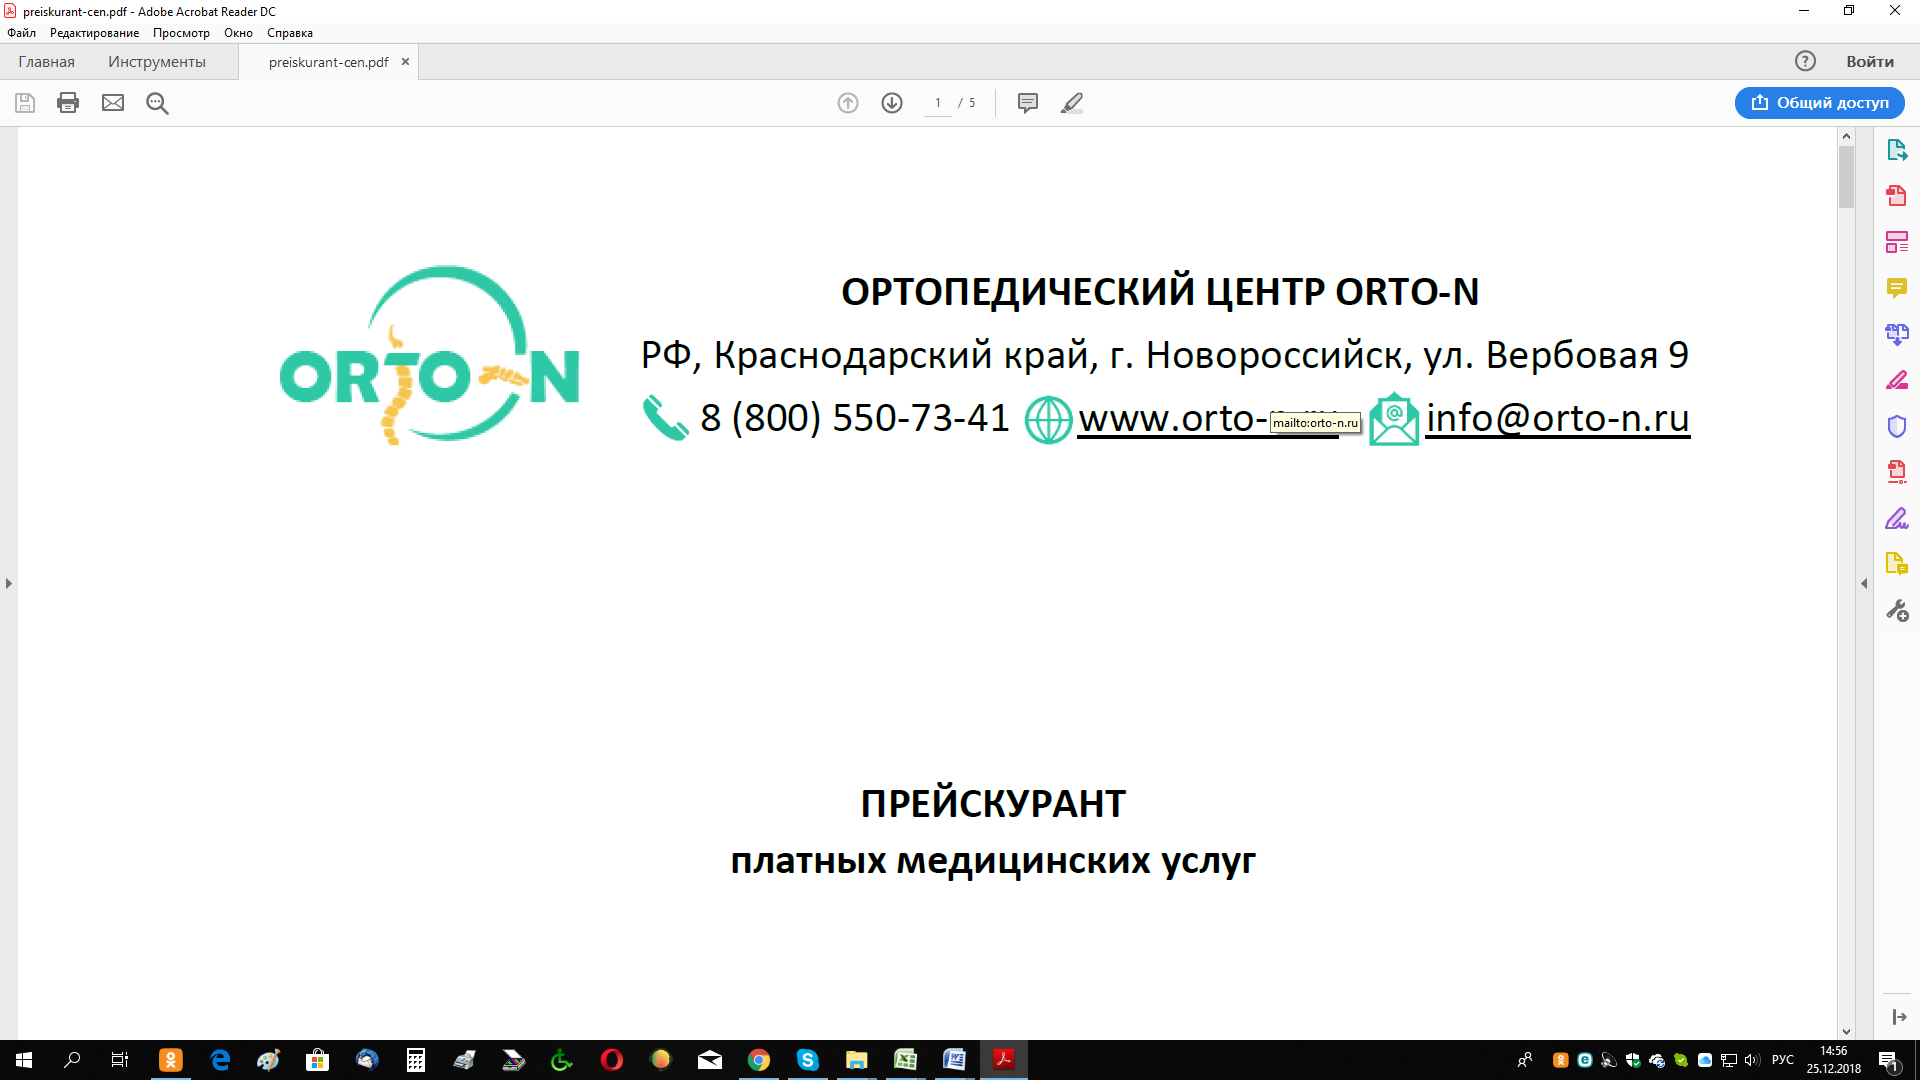 preiskurant-cen.pdf - Adobe Acrobat Reader DC
Файл Редактирование Просмотр Окно Справка
Главная Инструменты preiskurant-cen.pdf × ? Войти
1 / 5 Общий доступ
ORTO-N
ОРТОПЕДИЧЕСКИЙ ЦЕНТР ORTO-N
РФ, Краснодарский край, г. Новороссийск, ул. Вербовая 9
8 (800) 550-73-41 www.orto- info@orto-n.ru
mailto:orto-n.ru
ПРЕЙСКУРАНТ
платных медицинских услуг
РУС
14:56
25.12.2018
1